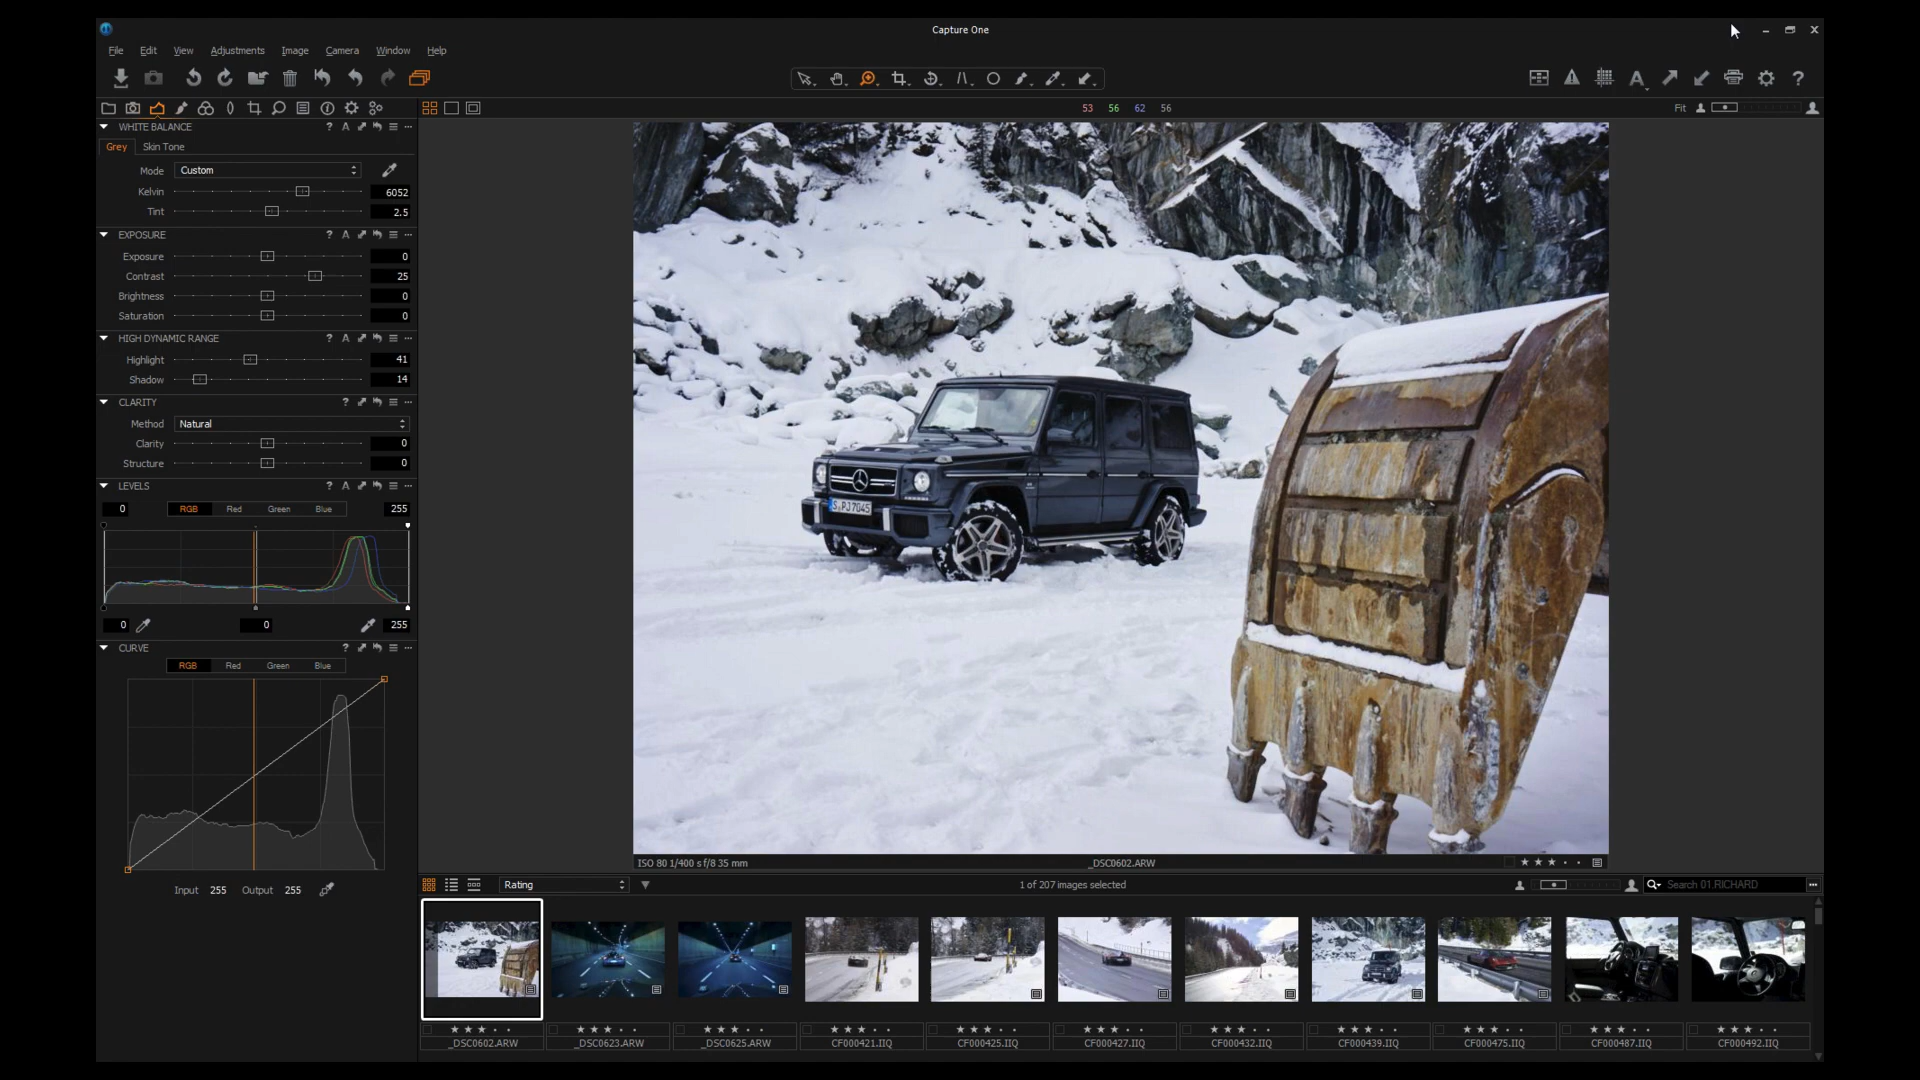 Capture One
File Edit View Adjustments Image Camera Window Help
53 56 62 56
Fit
WHITE BALANCE
Grey Skin Tone
Mode Custom
Kelvin 6052
Tint 2.5
EXPOSURE
Exposure 0
Contrast 25
Brightness 0
Saturation 0
HIGH DYNAMIC RANGE
Highlight 41
Shadow 14
CLARITY
Method Natural
Clarity 0
Structure 0
LEVELS
0 RGB Red Green Blue 255
0 0 255
CURVE
RGB Red Green Blue
Input 255 Output 255
S PJ7045
ISO 80 1/400 s f/8 35 mm
_DSC0602.ARW
Rating
1 of 207 images selected
Search 01.RICHARD
_DSC0602.ARW
_DSC0623.ARW
_DSC0625.ARW
CF000421.IIQ
CF000425.IIQ
CF000427.IIQ
CF000432.IIQ
CF000439.IIQ
CF000475.IIQ
CF000487.IIQ
CF000492.IIQ